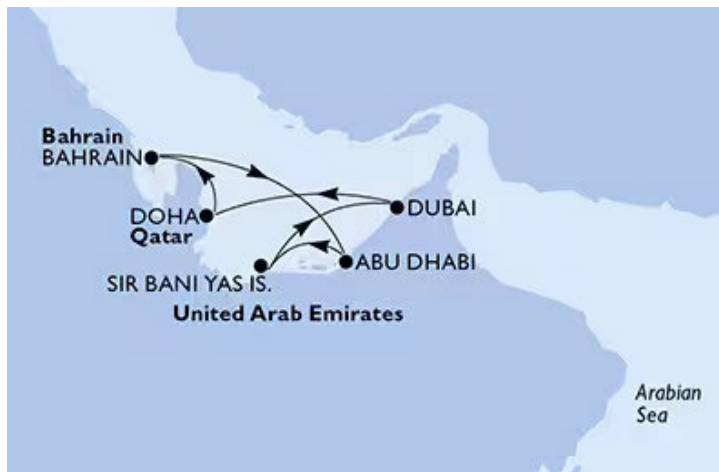 Bahrain
BAHRAIN
DOHA
Qatar
DUBAI
ABU DHABI
SIR BANI YAS IS.
United Arab Emirates
Arabian
Sea